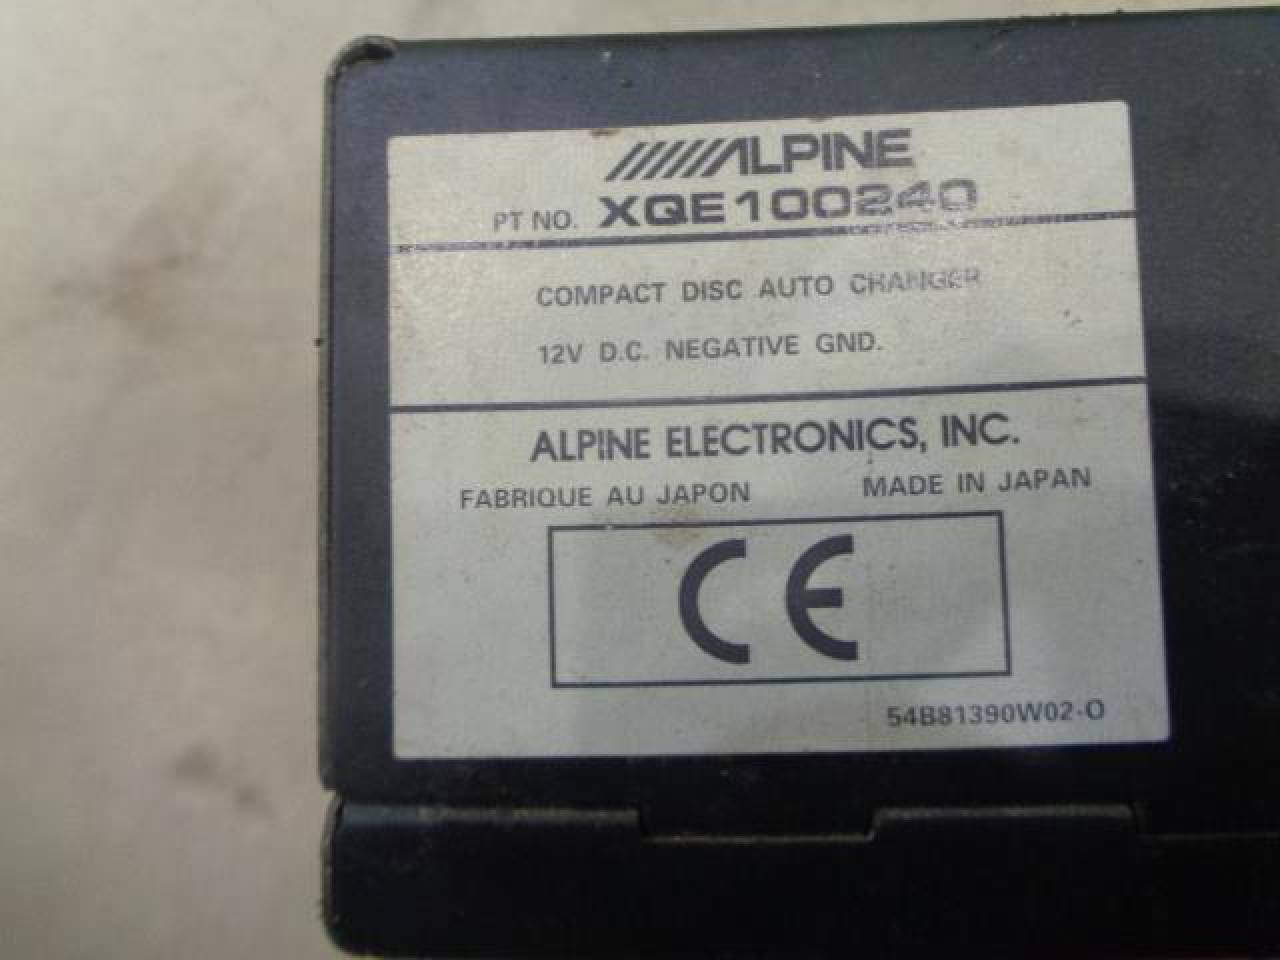 ALPINE
PT NO. XQE100240
COMPACT DISC AUTO CHANGER
12V D.C. NEGATIVE GND.
ALPINE ELECTRONICS, INC.
FABRIQUE AU JAPON MADE IN JAPAN
CE
54B81390W02-O